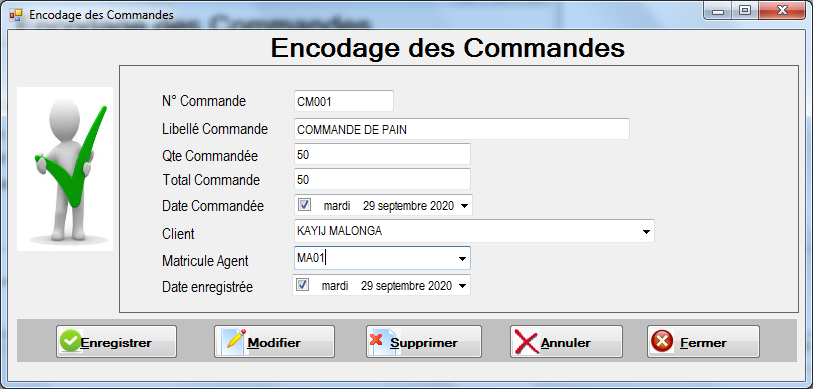 Encodage des Commandes
Encodage des Commandes
N° Commande CM001
Libellé Commande COMMANDE DE PAIN
Qte Commandée 50
Total Commande 50
Date Commandée mardi 29 septembre 2020
Client KAYIJ MALONGA
Matricule Agent MA01
Date enregistrée mardi 29 septembre 2020
Enregistrer Modifier Supprimer Annuler Fermer